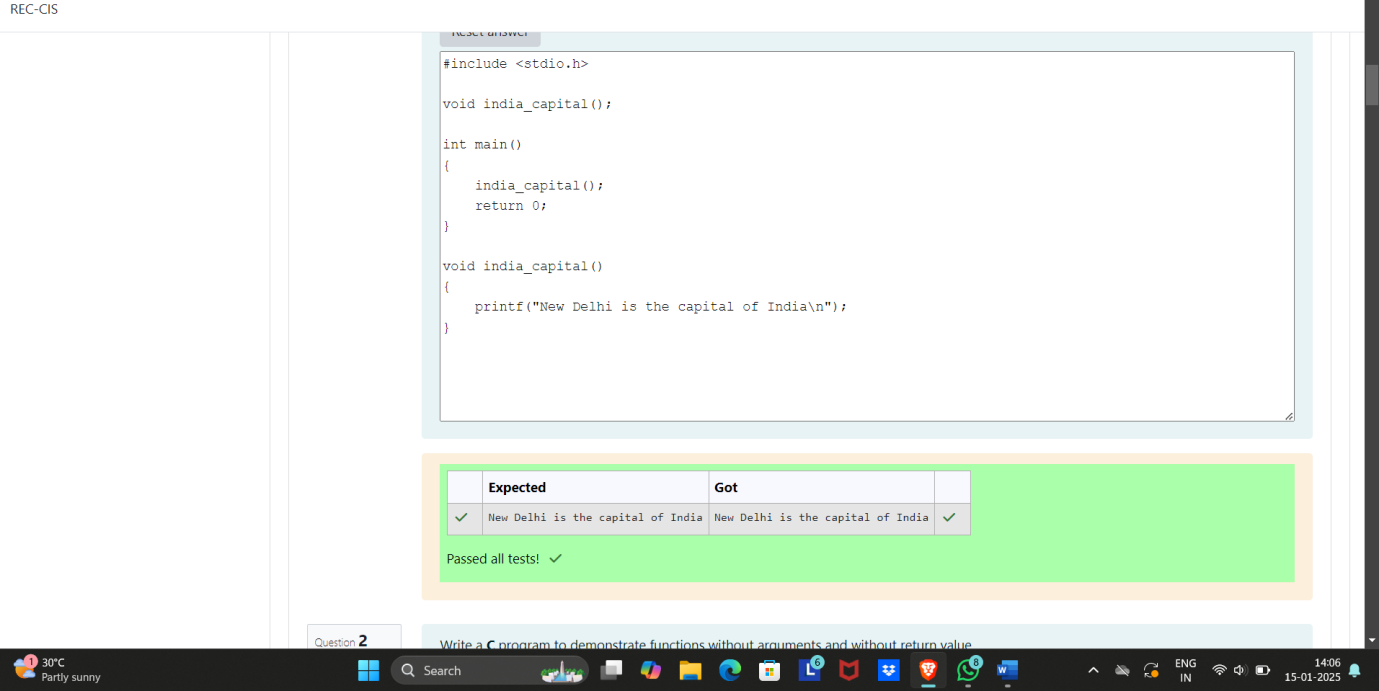 REC-CIS
Reset answer
#include <stdio.h>
void india_capital();
int main()
{
    india_capital();
    return 0;
}
void india_capital()
{
    printf("New Delhi is the capital of India\n");
}
Expected Got
New Delhi is the capital of India New Delhi is the capital of India
Passed all tests!
Question 2
Write a C program to demonstrate functions without arguments and without return value
1
30°C
Partly sunny
Search
6
8
W
ENG
IN
14:06
15-01-2025